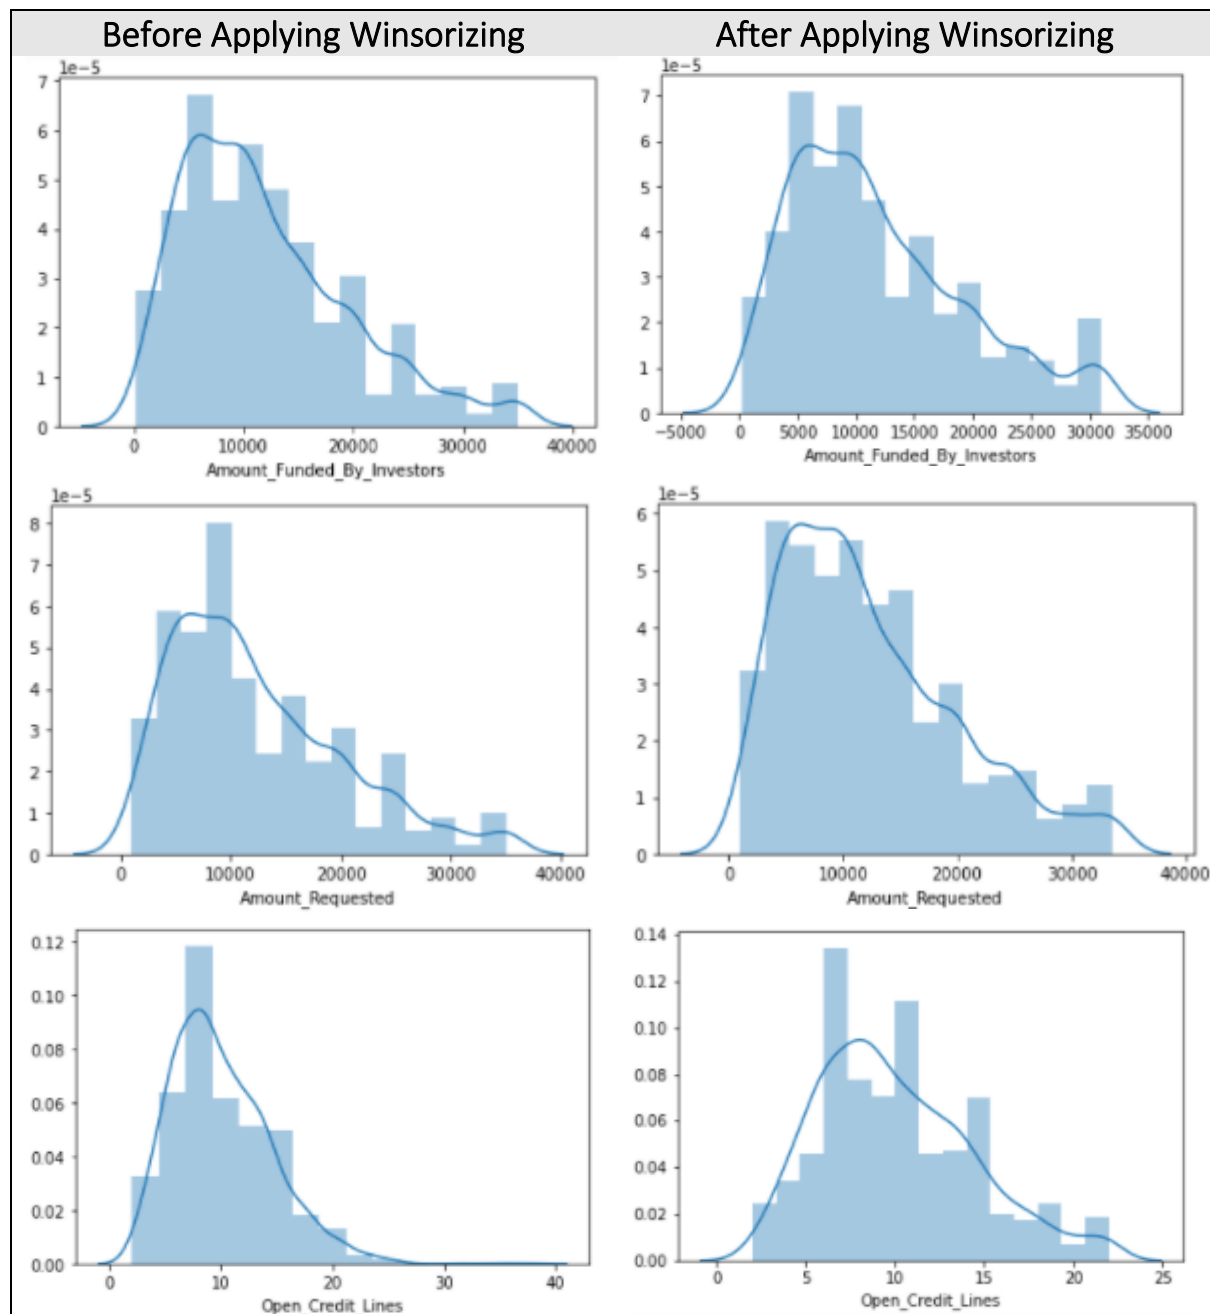 Before Applying Winsorizing
After Applying Winsorizing
1e−5
7
6
5
4
3
2
1
0
0 10000 20000 30000 40000
Amount_Funded_By_Investors
1e−5
7
6
5
4
3
2
1
0
−5000 0 5000 10000 15000 20000 25000 30000 35000
Amount_Funded_By_Investors
1e−5
8
7
6
5
4
3
2
1
0
0 10000 20000 30000 40000
Amount_Requested
1e−5
6
5
4
3
2
1
0
0 10000 20000 30000 40000
Amount_Requested
0.12
0.10
0.08
0.06
0.04
0.02
0.00
0 10 20 30 40
Open_Credit_Lines
0.14
0.12
0.10
0.08
0.06
0.04
0.02
0.00
0 5 10 15 20 25
Open_Credit_Lines